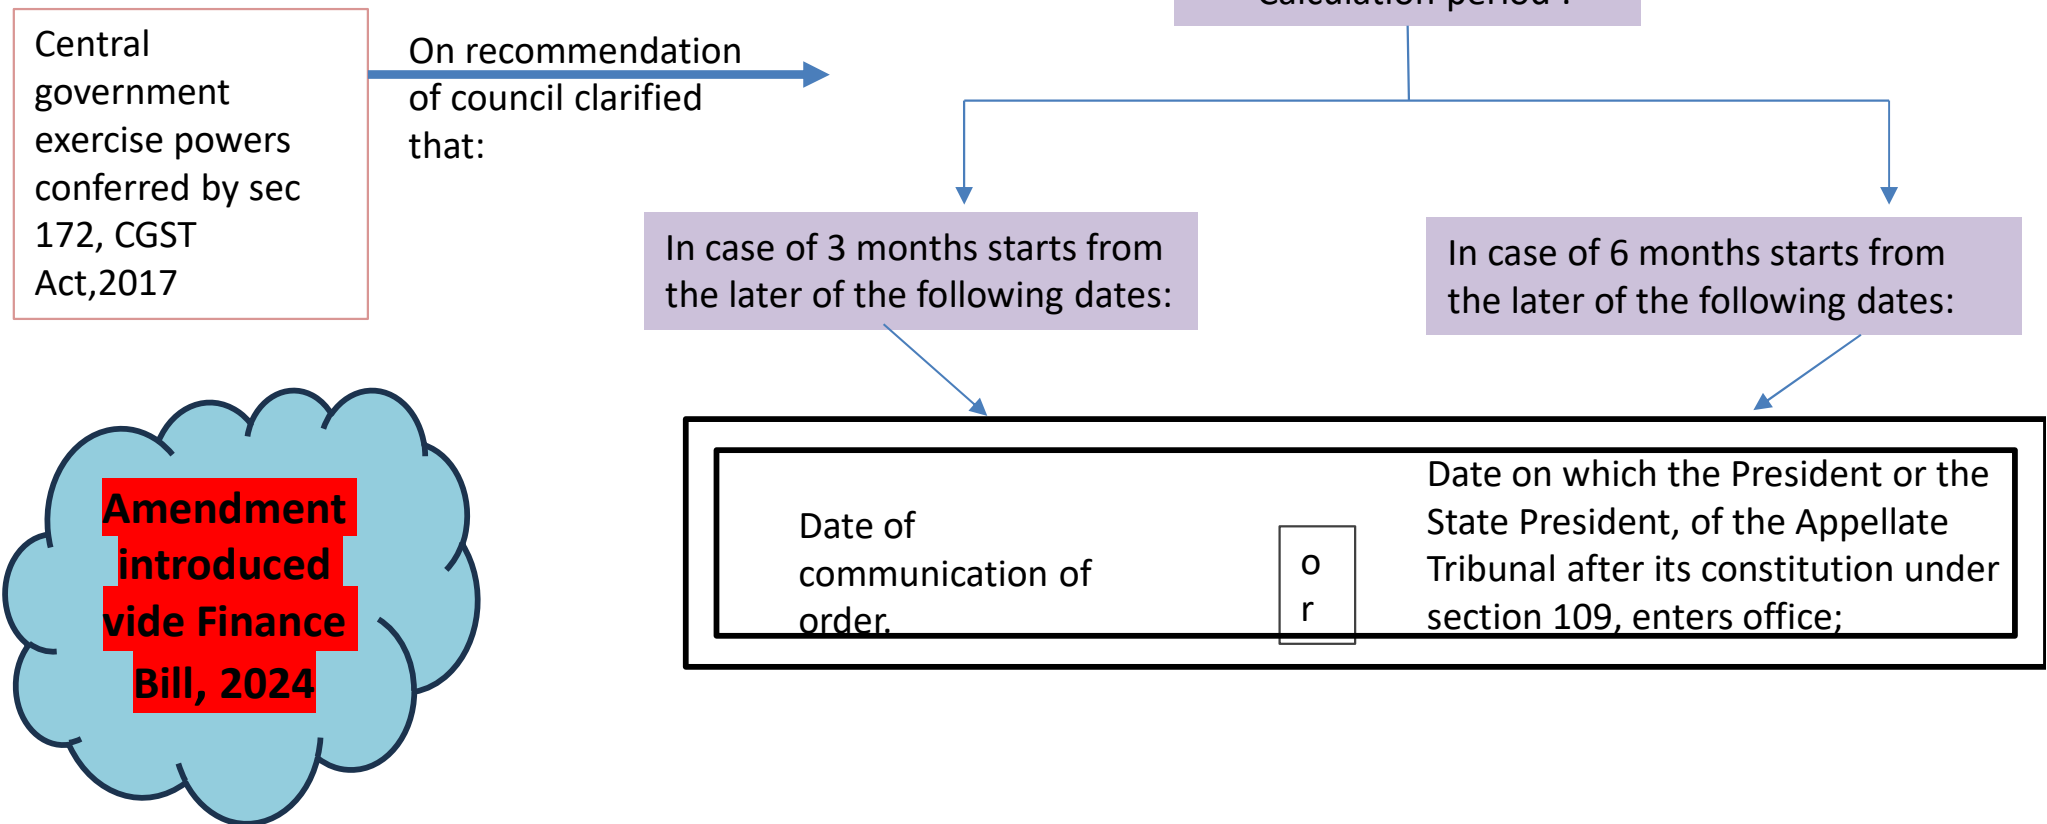 Calculation period :
Central
government
exercise powers
conferred by sec
172, CGST
Act,2017
On recommendation
of council clarified
that:
In case of 3 months starts from
the later of the following dates:
In case of 6 months starts from
the later of the following dates:
Date of
communication of
order.
o
r
Date on which the President or the
State President, of the Appellate
Tribunal after its constitution under
section 109, enters office;
Amendment
introduced
vide Finance
Bill, 2024